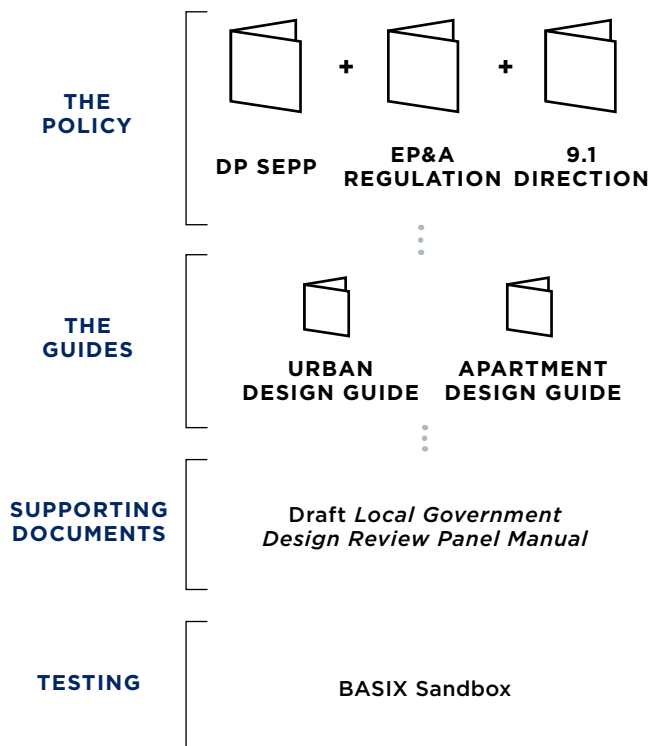 THE
POLICY
+
+
DP SEPP
EP&A
REGULATION
9.1
DIRECTION
THE
GUIDES
URBAN
DESIGN GUIDE
APARTMENT
DESIGN GUIDE
SUPPORTING
DOCUMENTS
Draft Local Government
Design Review Panel Manual
TESTING
BASIX Sandbox